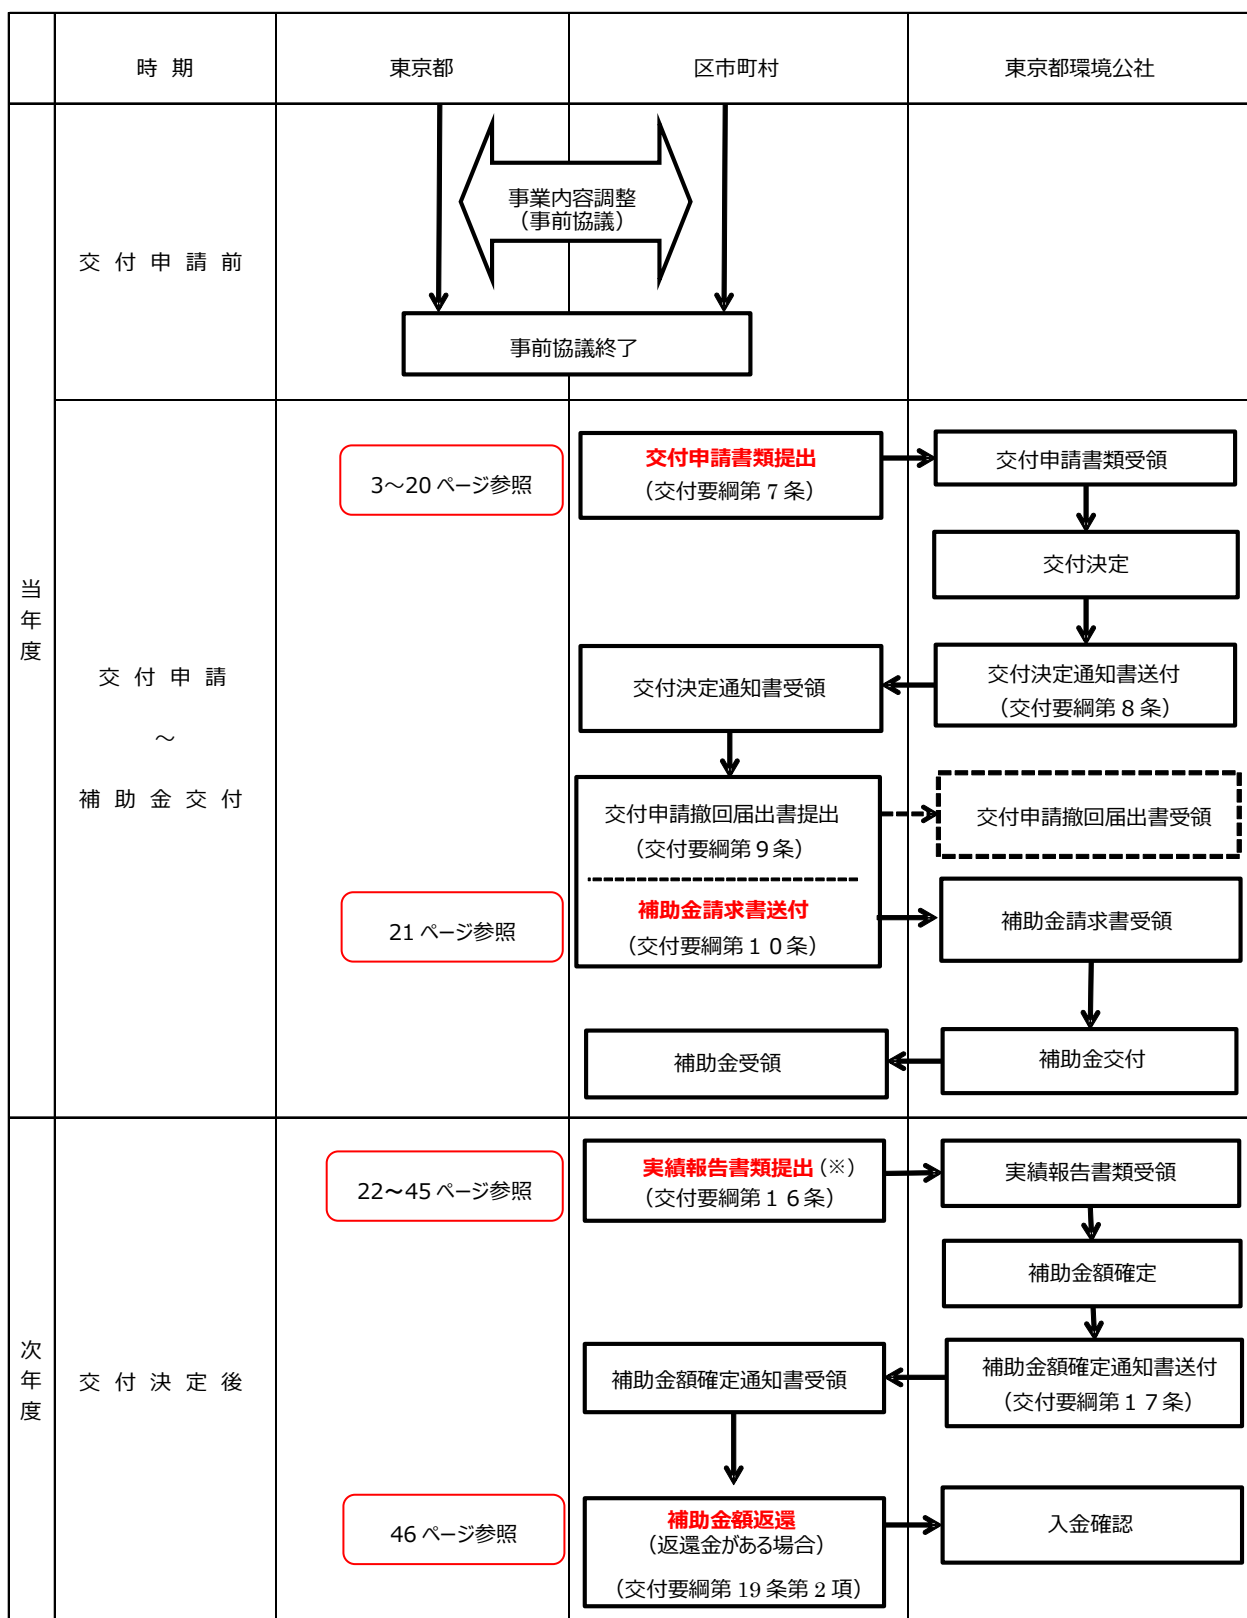 時 期
東京都
区市町村
東京都環境公社
当年度
交付申請前
事業内容調整
（事前協議）
事前協議終了
交付申請
～
補助金交付
3～20 ページ参照
交付申請書類提出
（交付要綱第 7 条）
交付申請書類受領
交付決定
交付決定通知書受領
交付決定通知書送付
（交付要綱第８条）
交付申請撤回届出書提出
（交付要綱第９条）
交付申請撤回届出書受領
21 ページ参照
補助金請求書送付
（交付要綱第１０条）
補助金請求書受領
補助金受領
補助金交付
次年度
交付決定後
22～45 ページ参照
実績報告書類提出（※）
（交付要綱第１６条）
実績報告書類受領
補助金額確定
補助金額確定通知書受領
補助金額確定通知書送付
（交付要綱第１７条）
46 ページ参照
補助金額返還
（返還金がある場合）
（交付要綱第 19 条第 2 項）
入金確認